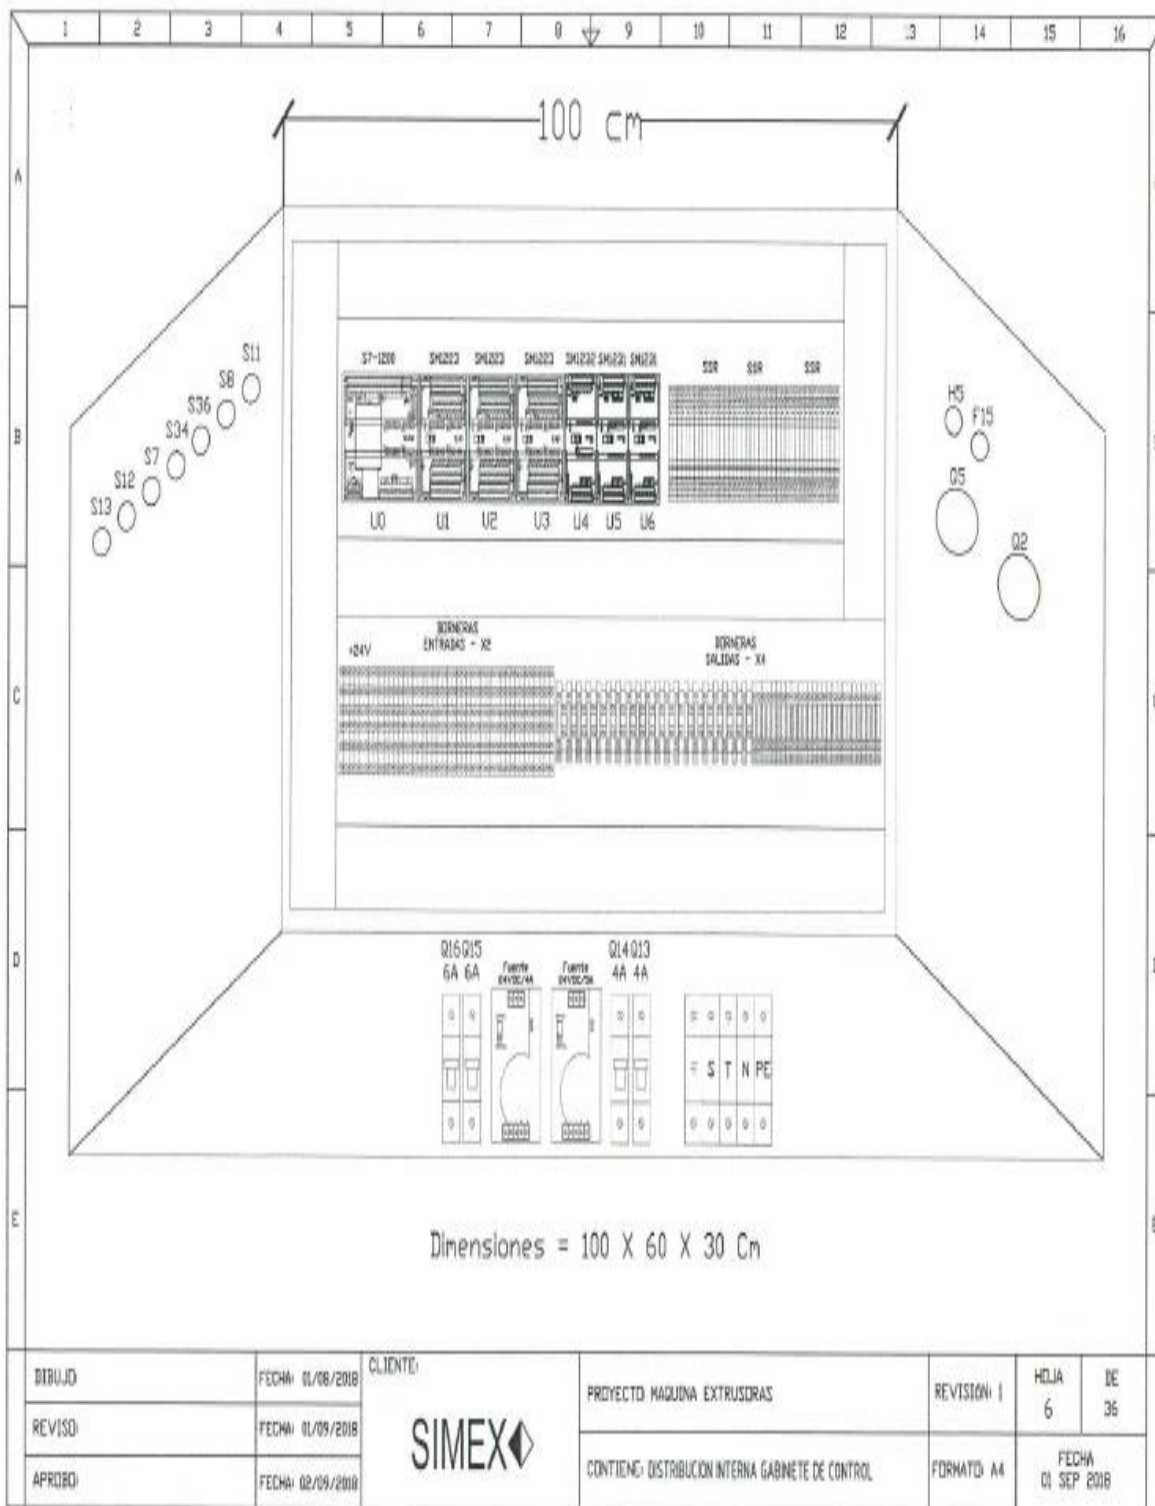 1 2 3 4 5 6 7 8 9 10 11 12 13 14 15 16
100 cm
A
B
C
D
E
S11
S8
S36
S34
S7
S12
S13
S7-1200 SM1223 SM1223 SM1223 SM1232 SM1231 SM1231 SSR SSR SSR
U0 U1 U2 U3 U4 U5 U6
H5
F15
Q5
Q2
+24V
BORNERAS
ENTRADAS - X2
BORNERAS
SALIDAS - X4
Q16 Q15
6A 6A
Fuente
24VDC/4A
Fuente
Q14 Q13
4A 4A
S T N PE
Dimensiones = 100 X 60 X 30 Cm
DIBUJO: FECHA: 01/08/2018
REVISO: FECHA: 01/09/2018
APROBO: FECHA: 02/09/2018
CLIENTE:
SIMEX
PROYECTO: MAQUINA EXTRUSORAS
CONTIENE: DISTRIBUCION INTERNA GABINETE DE CONTROL
REVISION: 1
FORMATO: A4
HOJA
6
DE
36
FECHA
01 SEP 2018